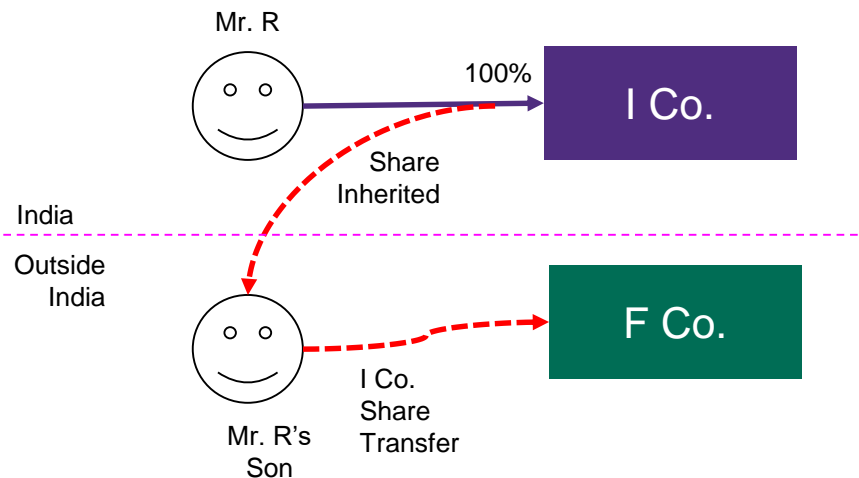 Mr. R
100%
I Co.
Share
Inherited
India
Outside
India
F Co.
I Co.
Share
Transfer
Mr. R’s
Son